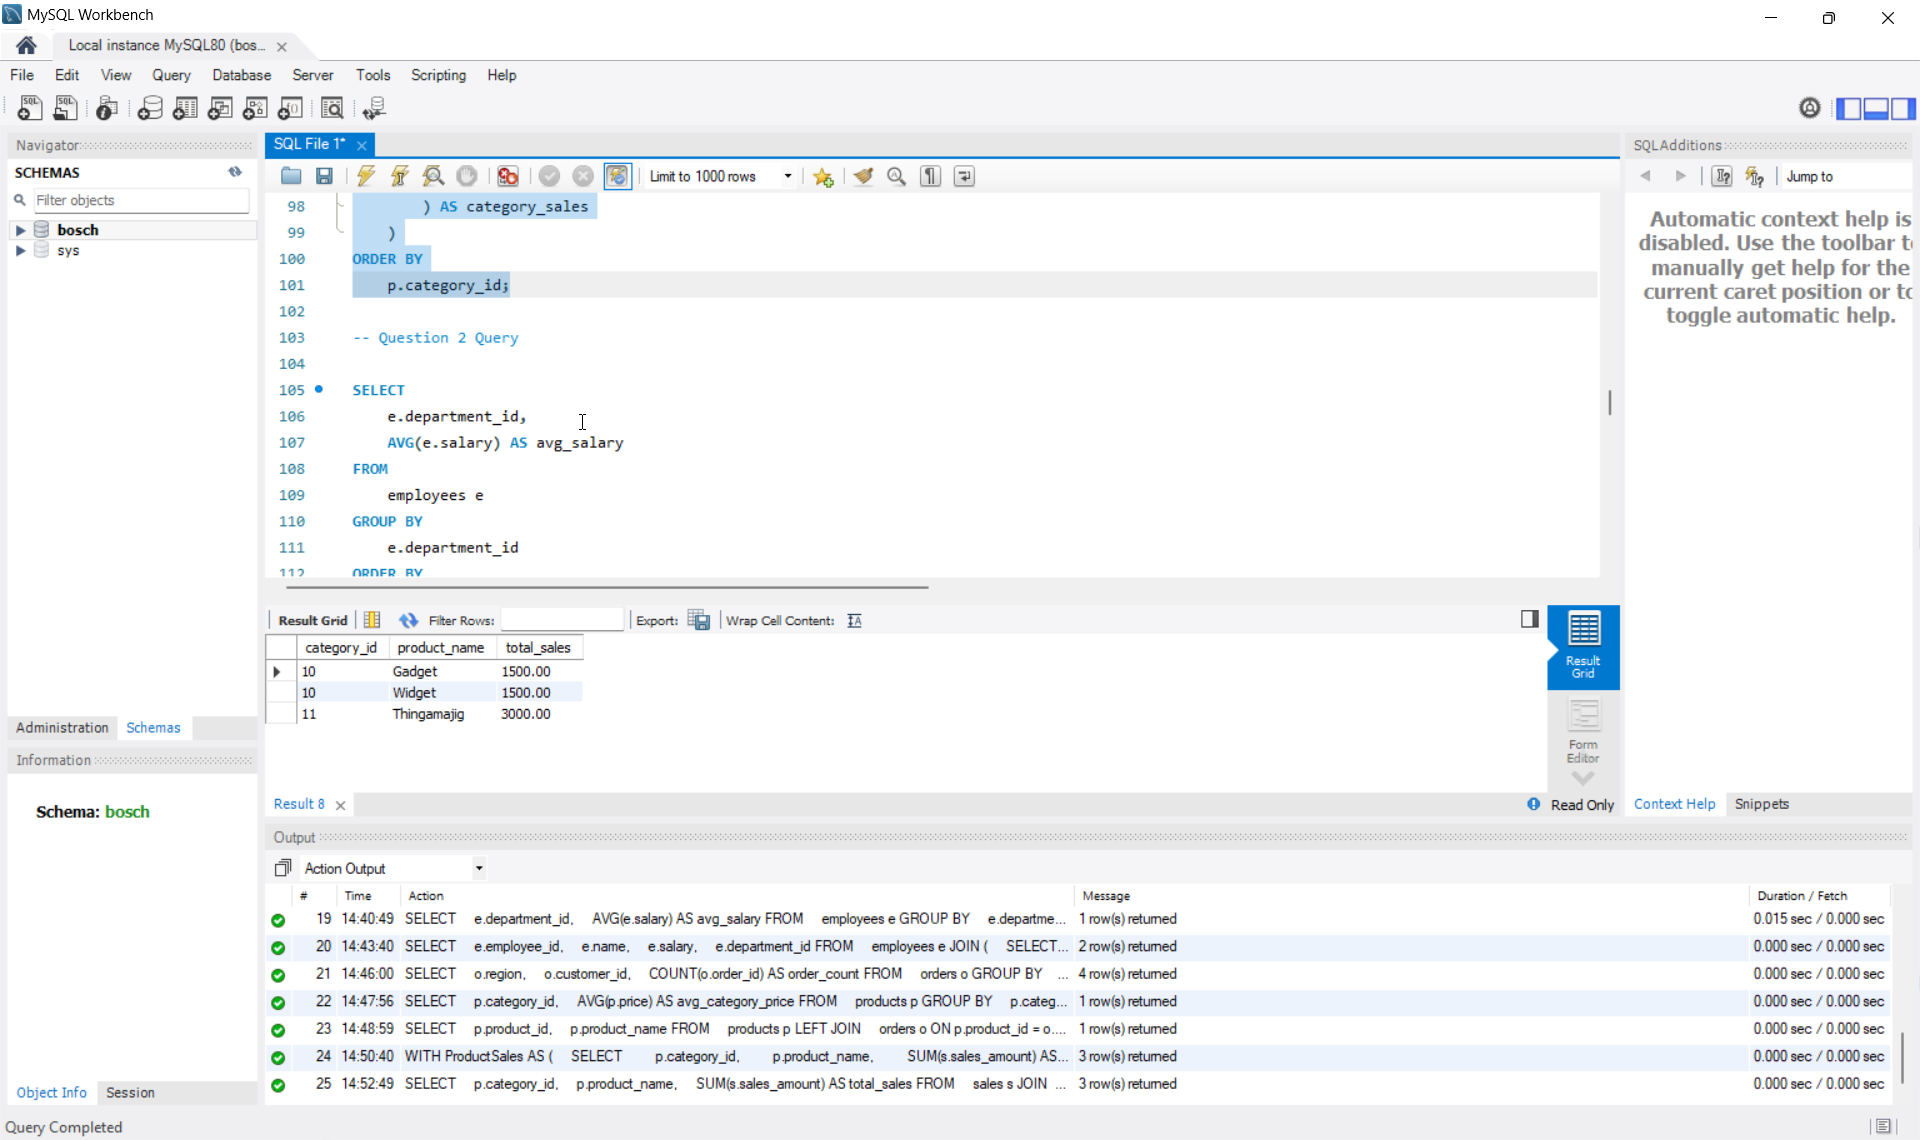 MySQL Workbench
Local instance MySQL80 (bos...
File Edit View Query Database Server Tools Scripting Help
Navigator
SCHEMAS
Filter objects
bosch
sys
Administration Schemas
Information
Schema: bosch
Object Info Session
Query Completed
SQL File 1*
Limit to 1000 rows
98 ) AS category_sales
99 )
100 ORDER BY
101 p.category_id;
102
103 -- Question 2 Query
104
105 SELECT
106 e.department_id,
107 AVG(e.salary) AS avg_salary
108 FROM
109 employees e
110 GROUP BY
111 e.department_id
112 ORDER BY
Result Grid Filter Rows: Export: Wrap Cell Content:
category_id product_name total_sales
10 Gadget 1500.00
10 Widget 1500.00
11 Thingamajig 3000.00
Result
Grid
Form
Editor
Result 8
Read Only
SQLAdditions
Jump to
Automatic context help is
disabled. Use the toolbar to
manually get help for the
current caret position or to
toggle automatic help.
Context Help Snippets
Output
Action Output
# Time Action Message Duration / Fetch
19 14:40:49 SELECT e.department_id, AVG(e.salary) AS avg_salary FROM employees e GROUP BY e.departme... 1 row(s) returned 0.015 sec / 0.000 sec
20 14:43:40 SELECT e.employee_id, e.name, e.salary, e.department_id FROM employees e JOIN ( SELECT... 2 row(s) returned 0.000 sec / 0.000 sec
21 14:46:00 SELECT o.region, o.customer_id, COUNT(o.order_id) AS order_count FROM orders o GROUP BY ... 4 row(s) returned 0.000 sec / 0.000 sec
22 14:47:56 SELECT p.category_id, AVG(p.price) AS avg_category_price FROM products p GROUP BY p.categ... 1 row(s) returned 0.000 sec / 0.000 sec
23 14:48:59 SELECT p.product_id, p.product_name FROM products p LEFT JOIN orders o ON p.product_id = o.... 1 row(s) returned 0.000 sec / 0.000 sec
24 14:50:40 WITH ProductSales AS ( SELECT p.category_id, p.product_name, SUM(s.sales_amount) AS... 3 row(s) returned 0.000 sec / 0.000 sec
25 14:52:49 SELECT p.category_id, p.product_name, SUM(s.sales_amount) AS total_sales FROM sales s JOIN ... 3 row(s) returned 0.000 sec / 0.000 sec